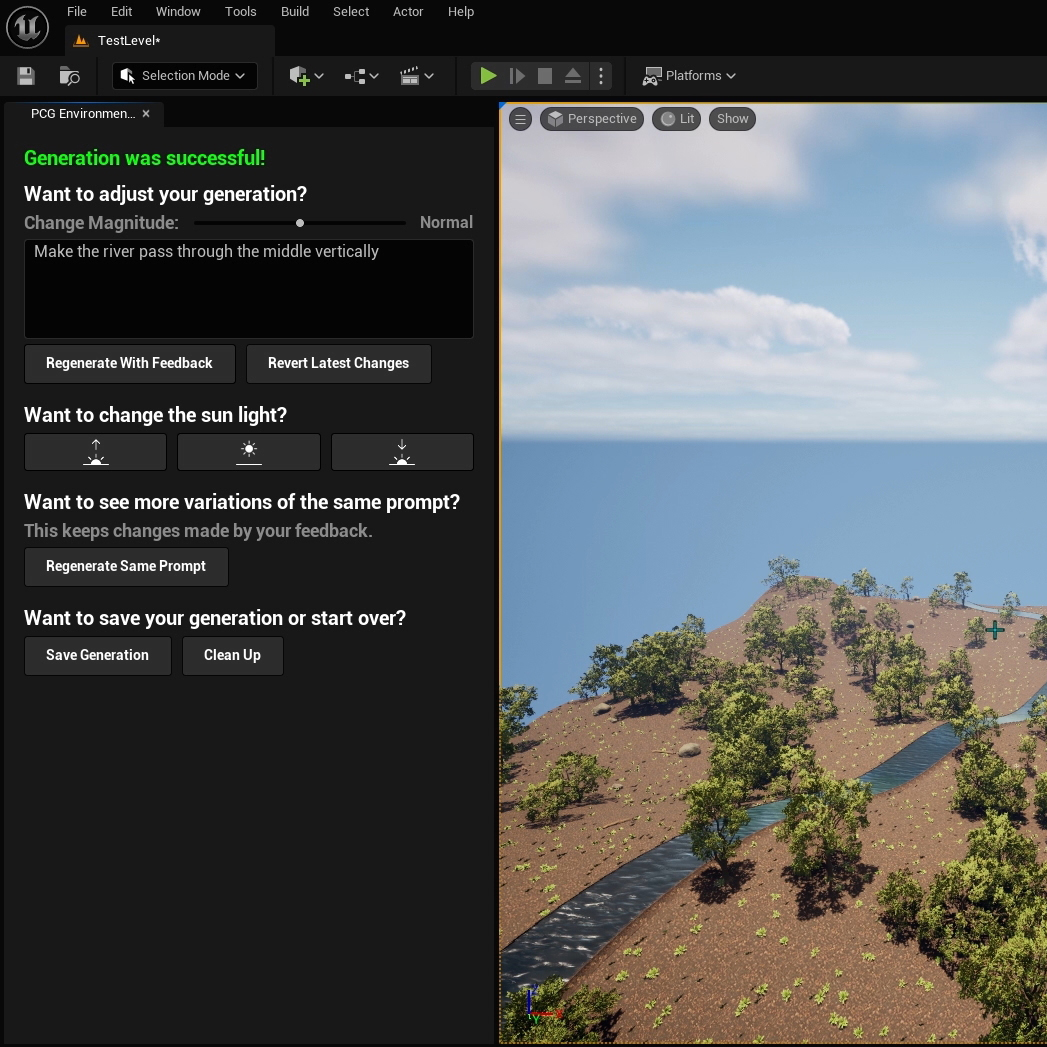 File Edit Window Tools Build Select Actor Help
TestLevel*
Selection Mode
Platforms
PCG Environmen...
Perspective
Lit
Show
Generation was successful!
Want to adjust your generation?
Change Magnitude: Normal
Make the river pass through the middle vertically
Regenerate With Feedback
Revert Latest Changes
Want to change the sun light?
Want to see more variations of the same prompt?
This keeps changes made by your feedback.
Regenerate Same Prompt
Want to save your generation or start over?
Save Generation
Clean Up
Z
X
Y